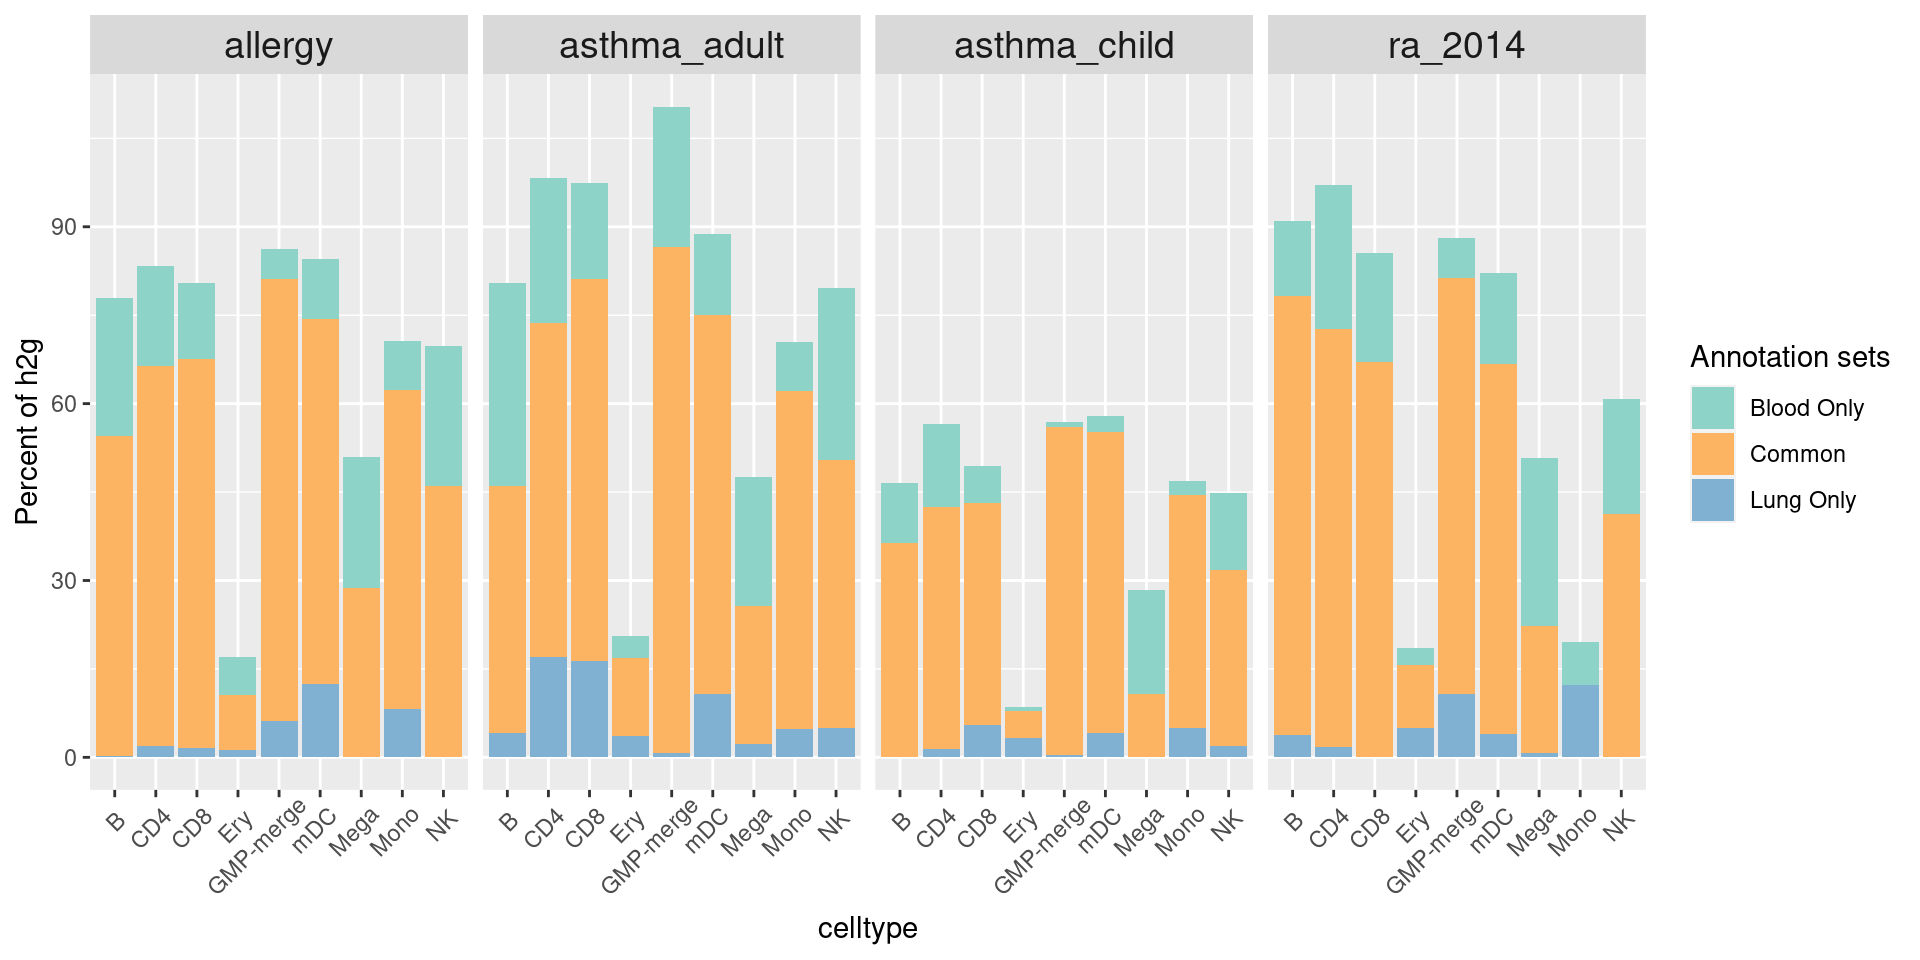 allergy asthma_adult asthma_child ra_2014
Percent of h2g
90
60
30
0
B CD4 CD8 Ery GMP-merge mDC Mega Mono NK
B CD4 CD8 Ery GMP-merge mDC Mega Mono NK
B CD4 CD8 Ery GMP-merge mDC Mega Mono NK
B CD4 CD8 Ery GMP-merge mDC Mega Mono NK
celltype
Annotation sets
Blood Only
Common
Lung Only